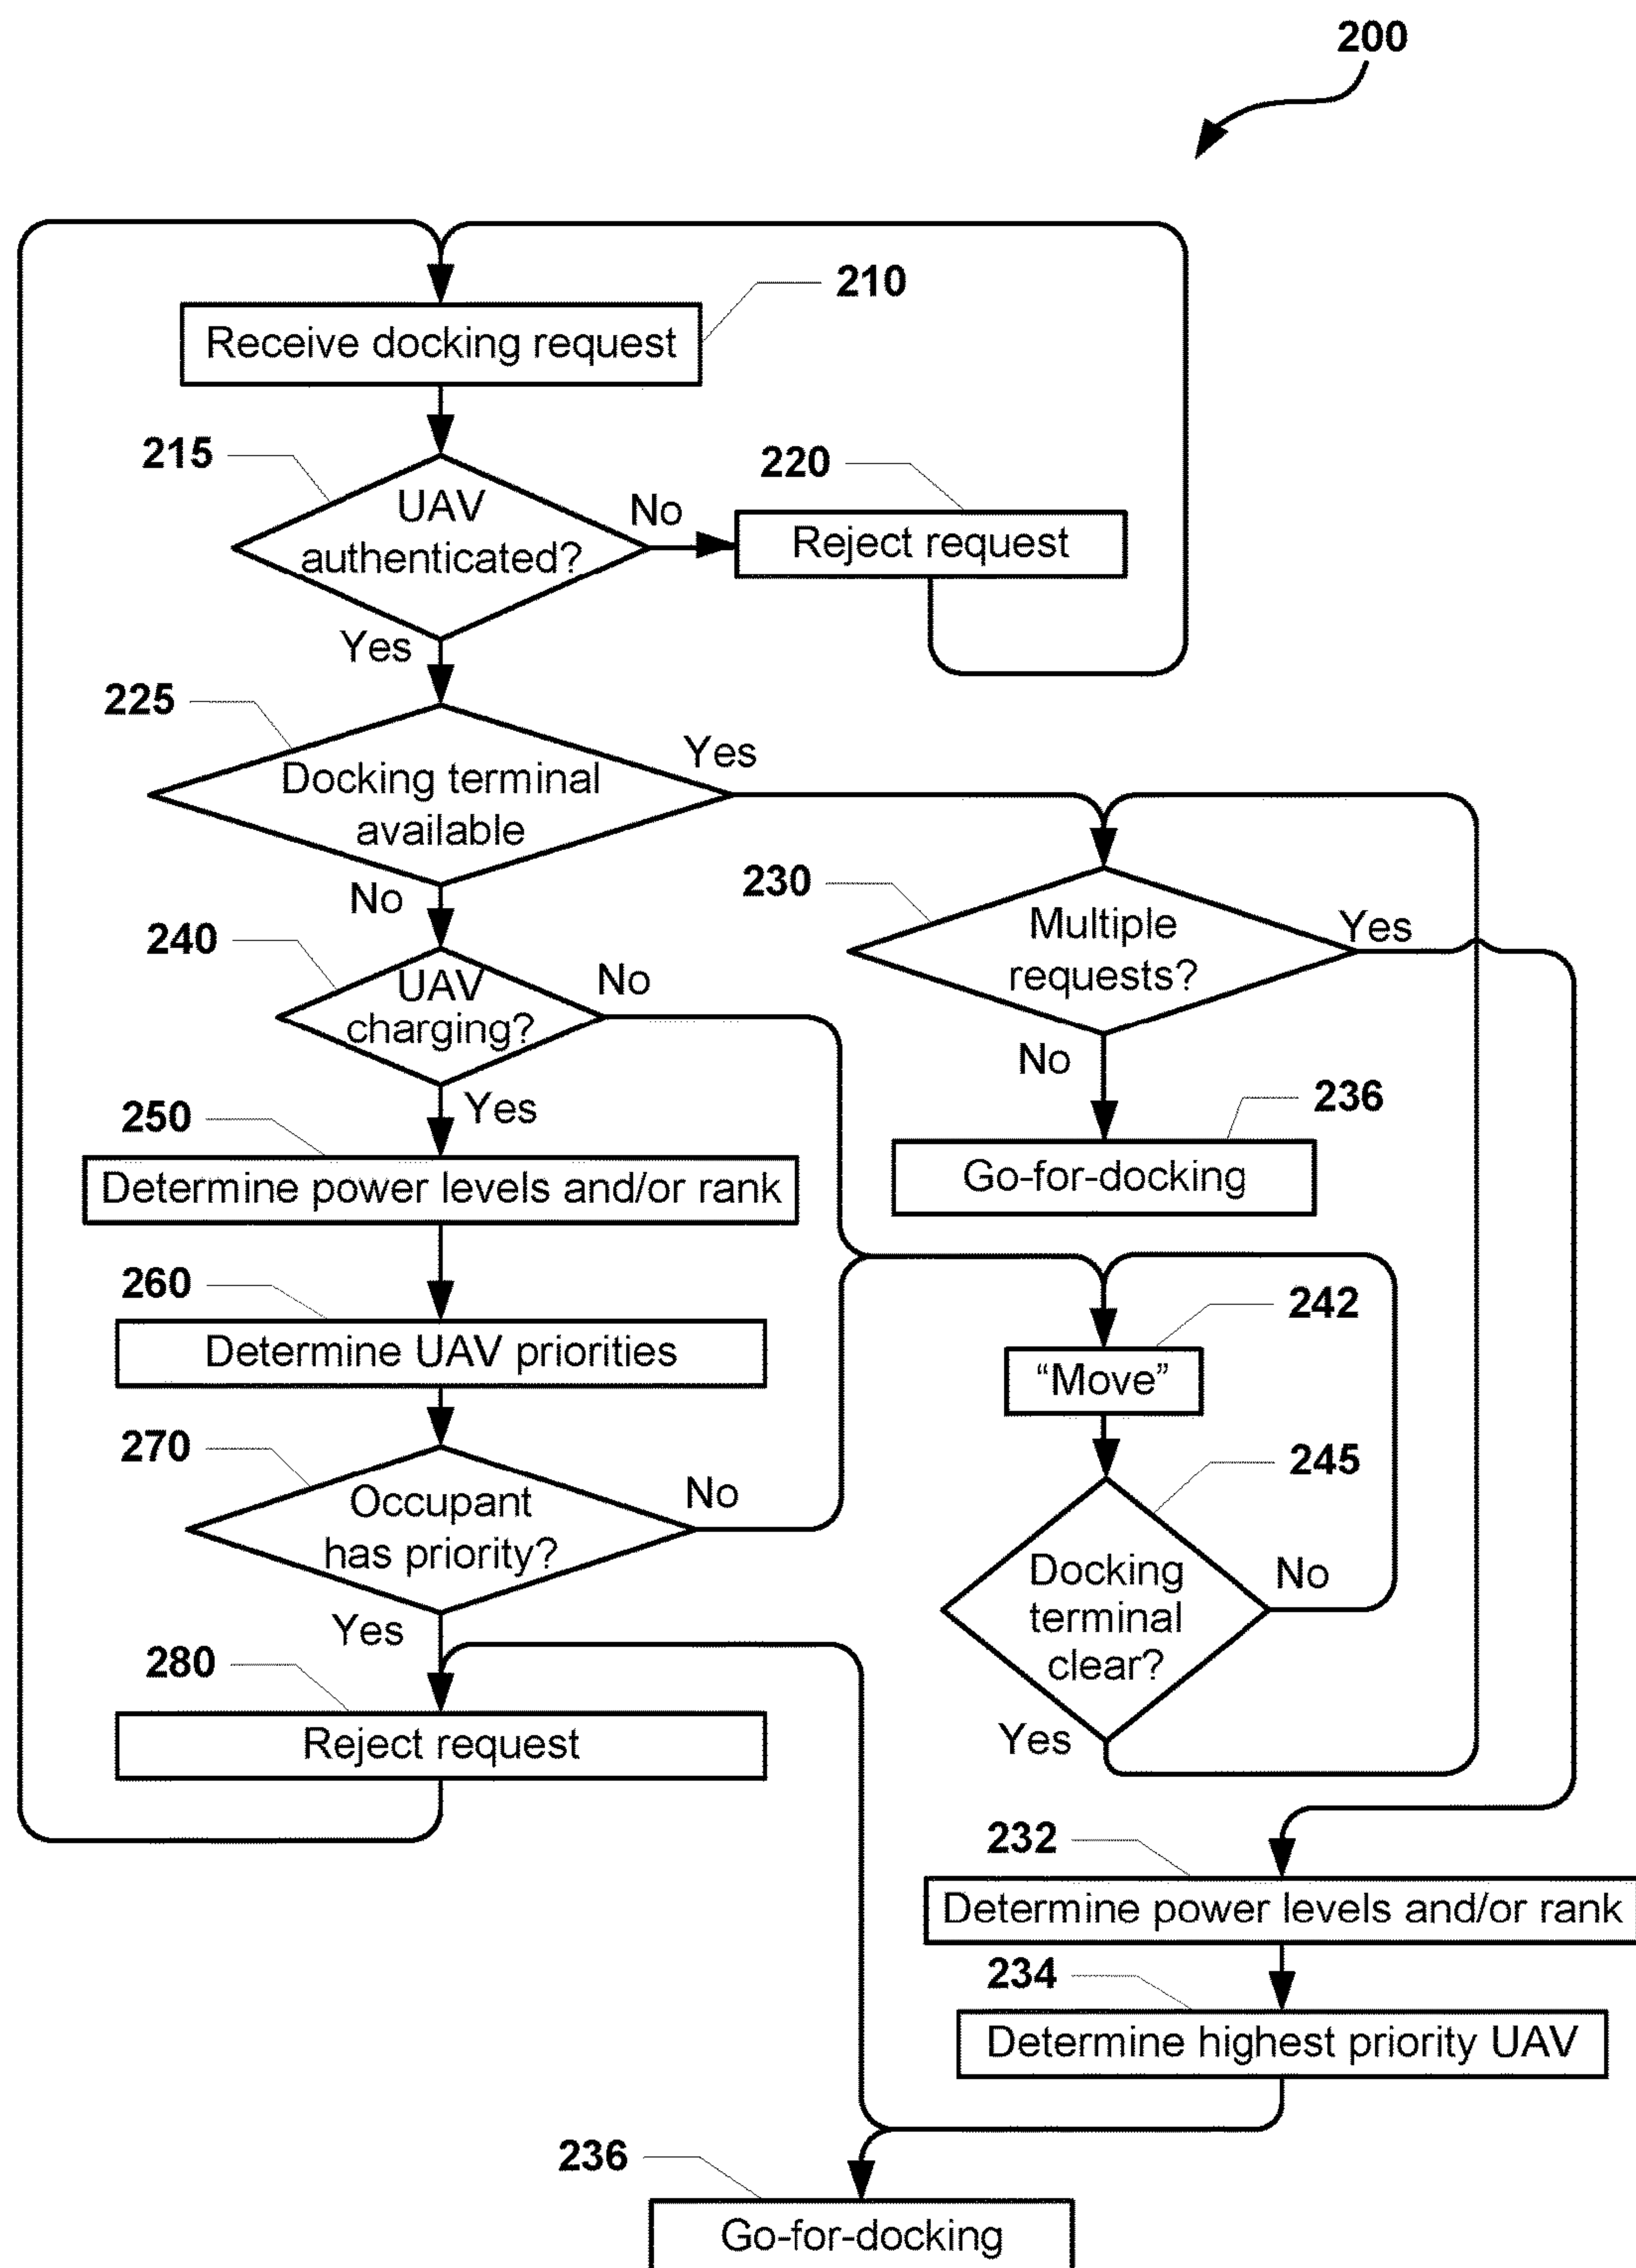 200
210
Receive docking request
215
UAV
authenticated?
No
220
Reject request
Yes
225
Docking terminal
available
Yes
No
230
Multiple
requests?
Yes
No
240
UAV
charging?
No
Yes
236
Go-for-docking
250
Determine power levels and/or rank
260
Determine UAV priorities
242
“Move”
270
Occupant
has priority?
No
Yes
245
Docking
terminal
clear?
No
Yes
280
Reject request
232
Determine power levels and/or rank
234
Determine highest priority UAV
236
Go-for-docking